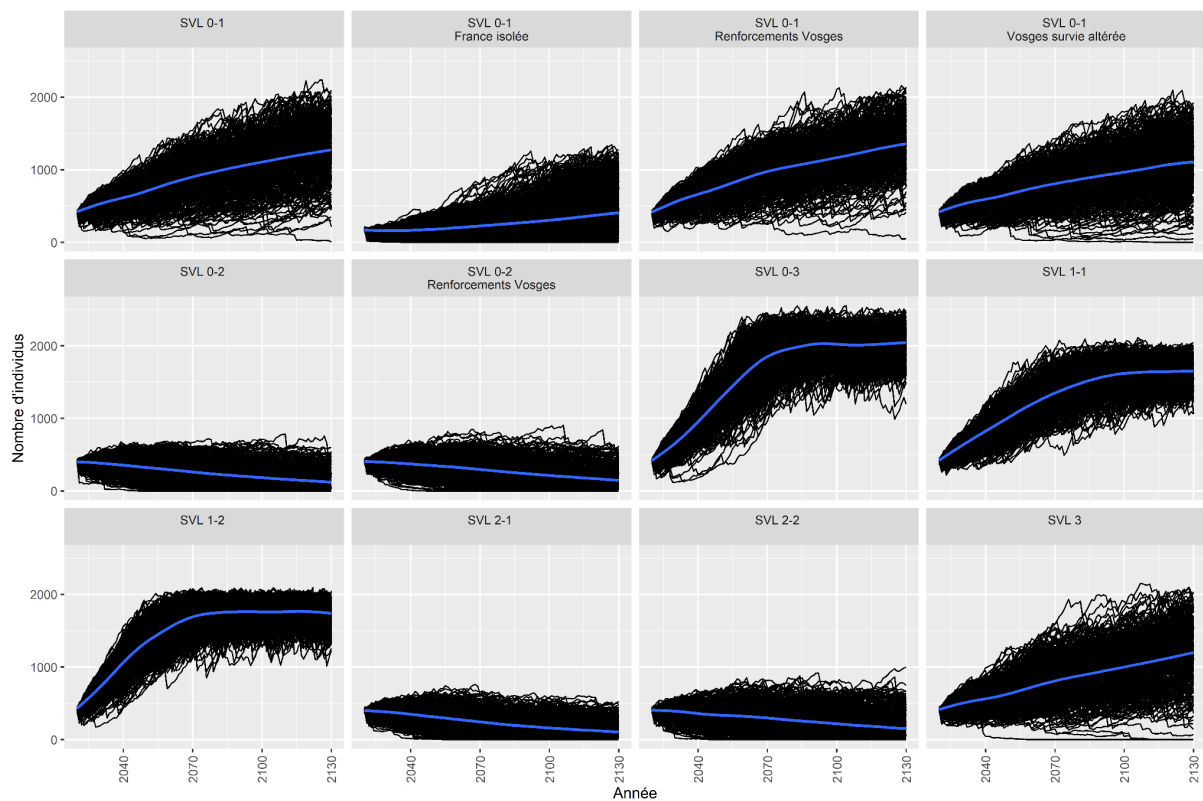 SVL 0-1
SVL 0-1
France isolée
SVL 0-1
Renforcements Vosges
SVL 0-1
Vosges survie altérée
2000
1000
0
SVL 0-2
SVL 0-2
Renforcements Vosges
SVL 0-3
SVL 1-1
2000
1000
0
Nombre d'individus
SVL 1-2
SVL 2-1
SVL 2-2
SVL 3
2000
1000
0
2040
2070
2100
2130
2040
2070
2100
2130
2040
2070
2100
2130
2040
2070
2100
2130
Année